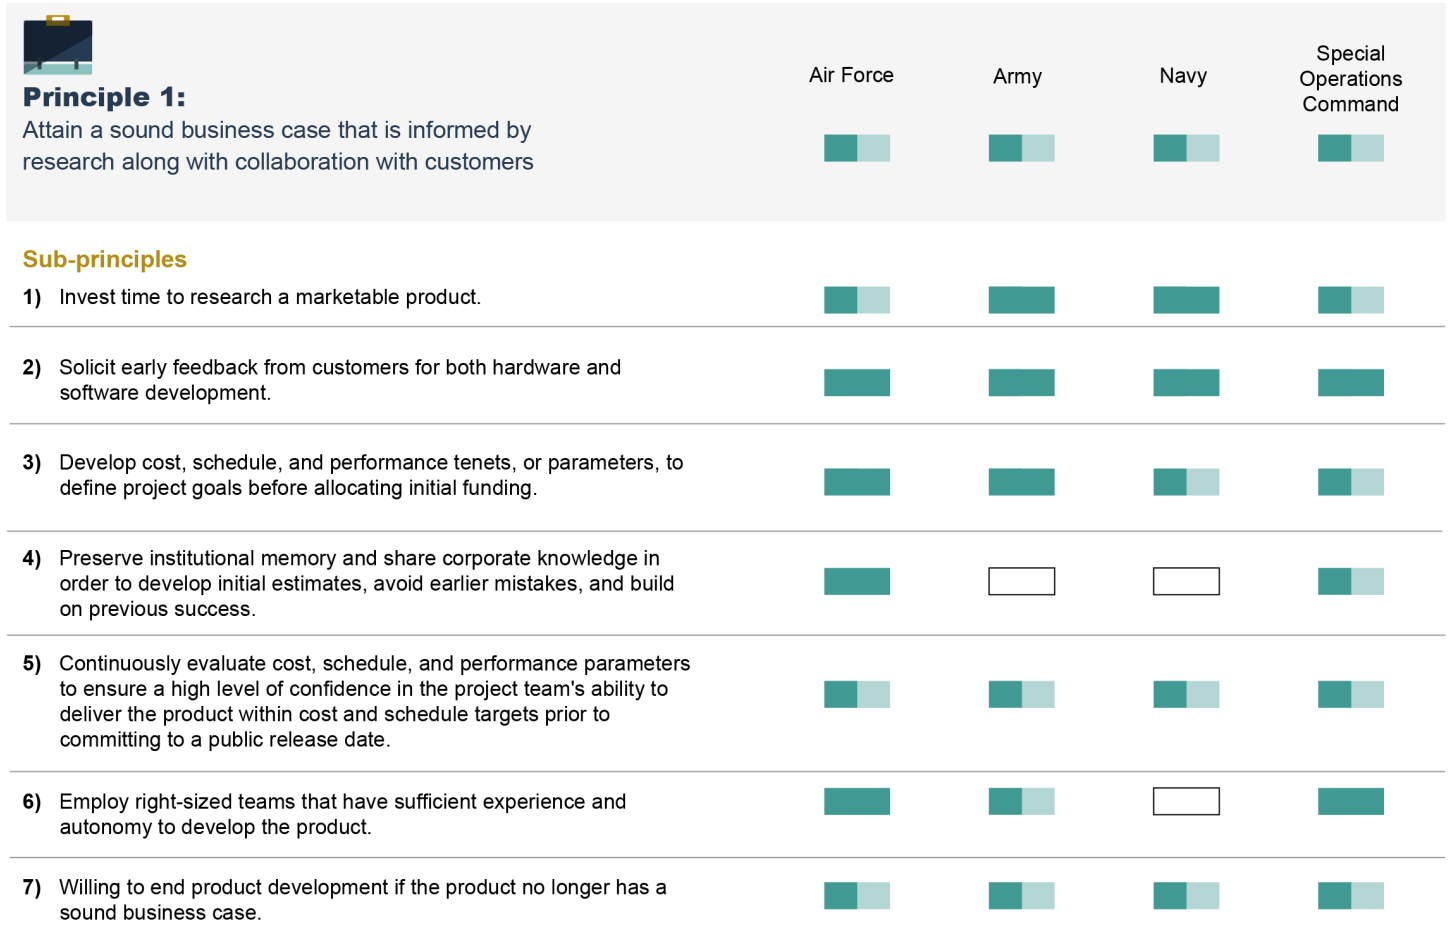 Principle 1:
Attain a sound business case that is informed by
research along with collaboration with customers
Air Force
Army
Navy
Special
Operations
Command
Sub-principles
1) Invest time to research a marketable product.
2) Solicit early feedback from customers for both hardware and
software development.
3) Develop cost, schedule, and performance tenets, or parameters, to
define project goals before allocating initial funding.
4) Preserve institutional memory and share corporate knowledge in
order to develop initial estimates, avoid earlier mistakes, and build
on previous success.
5) Continuously evaluate cost, schedule, and performance parameters
to ensure a high level of confidence in the project team's ability to
deliver the product within cost and schedule targets prior to
committing to a public release date.
6) Employ right-sized teams that have sufficient experience and
autonomy to develop the product.
7) Willing to end product development if the product no longer has a
sound business case.